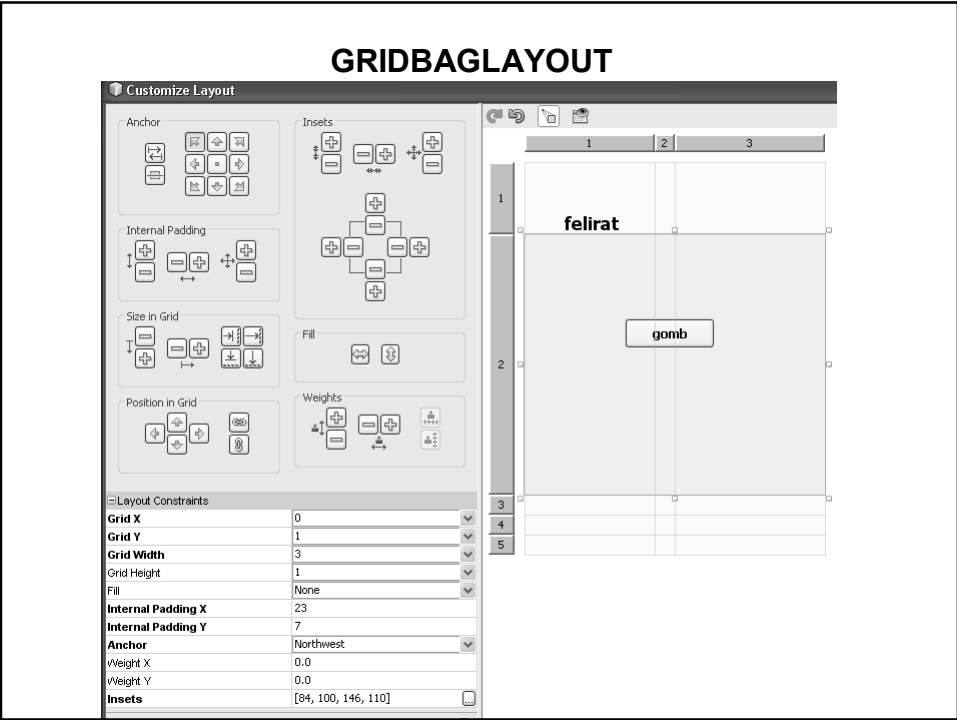 GRIDBAGLAYOUT
Customize Layout
Anchor
Insets
Internal Padding
Size in Grid
Fill
Position in Grid
Weights
Layout Constraints
Grid X 0
Grid Y 1
Grid Width 3
Grid Height 1
Fill None
Internal Padding X 23
Internal Padding Y 7
Anchor Northwest
Weight X 0.0
Weight Y 0.0
Insets [84, 100, 146, 110] ...
1 2 3
1
felirat
gomb
2
3
4
5